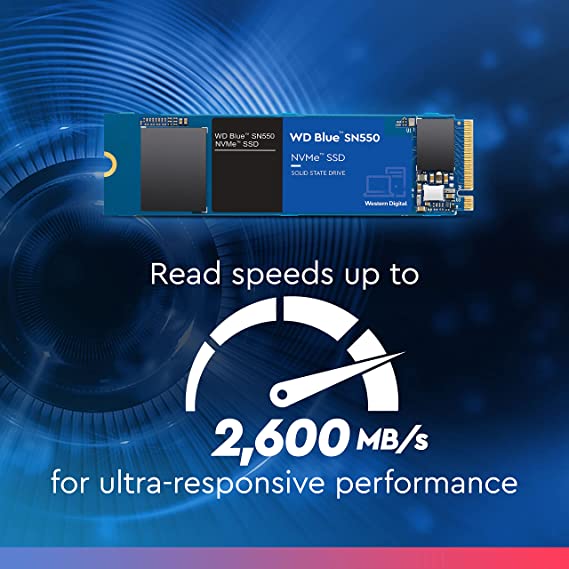 WD Blue™ SN550
NVMe™ SSD
WD Blue™ SN550
NVMe™ SSD
SOLID STATE DRIVE
Western Digital
Read speeds up to
2,600 MB/s
for ultra-responsive performance